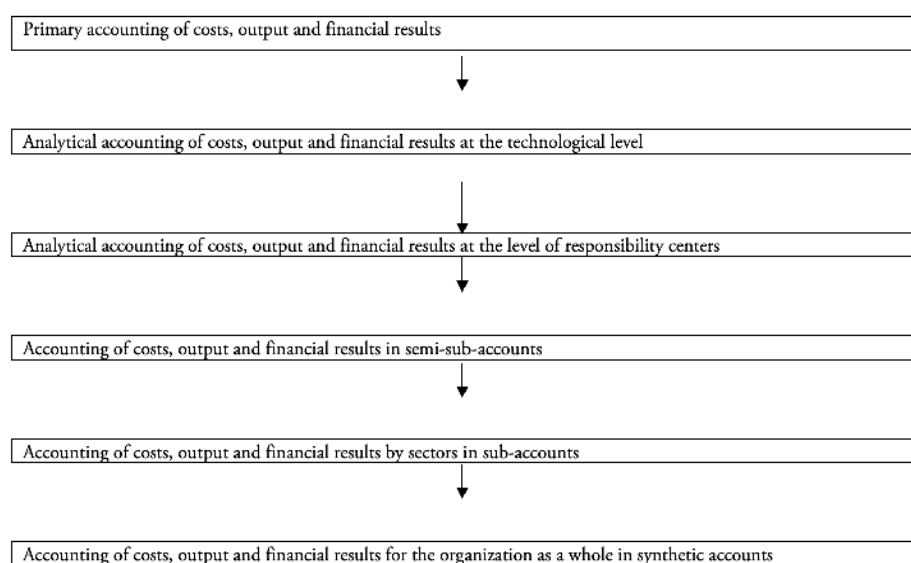 Primary accounting of costs, output and financial results
Analytical accounting of costs, output and financial results at the technological level
Analytical accounting of costs, output and financial results at the level of responsibility centers
Accounting of costs, output and financial results in semi-sub-accounts
Accounting of costs, output and financial results by sectors in sub-accounts
Accounting of costs, output and financial results for the organization as a whole in synthetic accounts